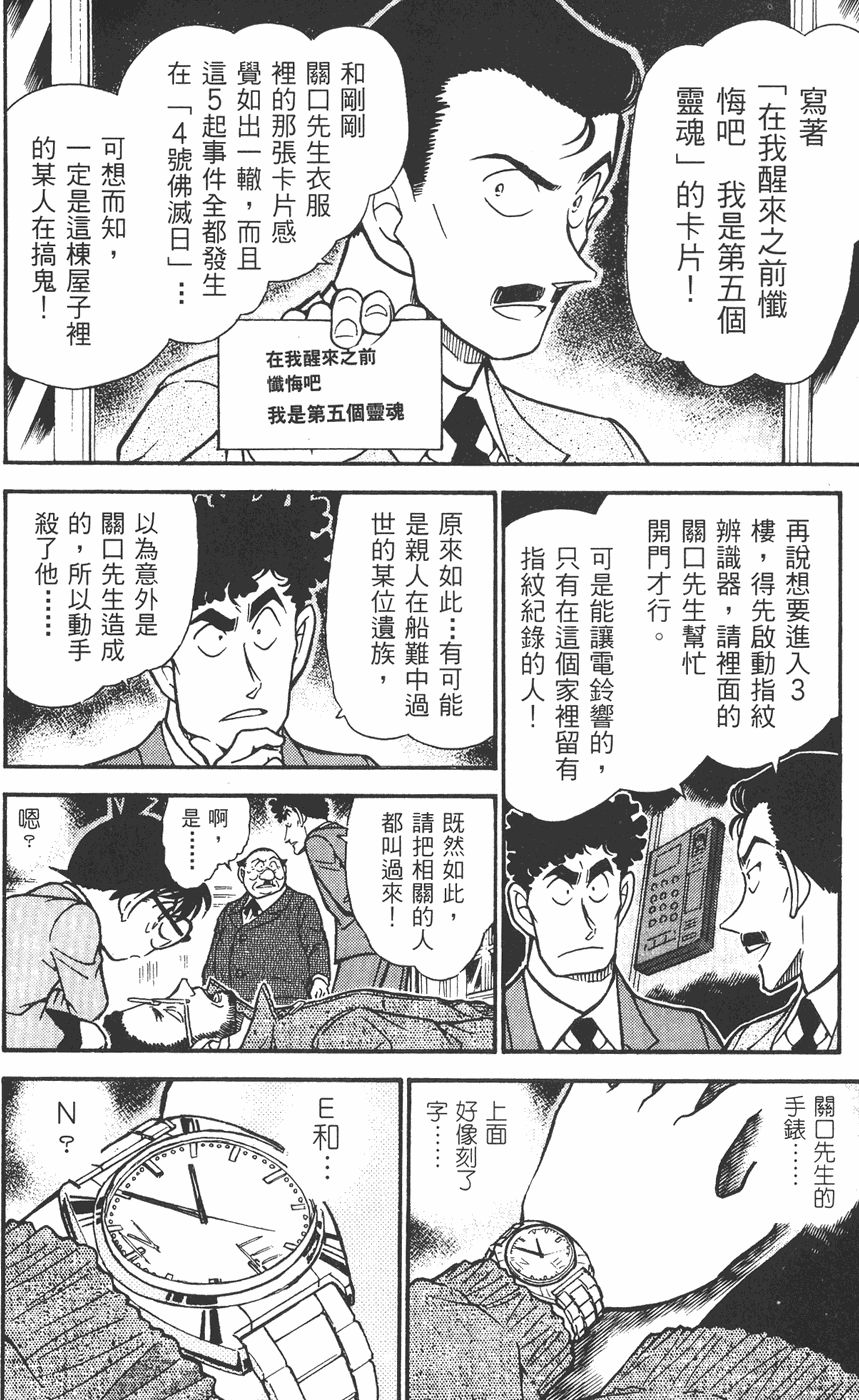 寫著
「在我醒來之前懺
悔吧　我是第五個
靈魂」的卡片！
和剛剛
關口先生衣服
裡的那張卡片感
覺如出一轍，而且
這5起事件全都發生
在「4號佛滅日」…
可想而知，
一定是這棟屋子裡
的某人在搞鬼！
在我醒來之前
懺悔吧
我是第五個靈魂
再說想要進入3
樓，得先啟動指紋
辨識器，請裡面的
關口先生幫忙
開門才行。
可是能讓電鈴響的，
只有在這個家裡留有
指紋紀錄的人！
原來如此…有可能
是親人在船難中過
世的某位遺族，
以為意外是
關口先生造成
的，所以動手
殺了他……
既然如此，
請把相關的人
都叫過來！
啊，
是……
嗯？
關口先生的
手錶……
上面
好像刻了
字……
E和…
N？